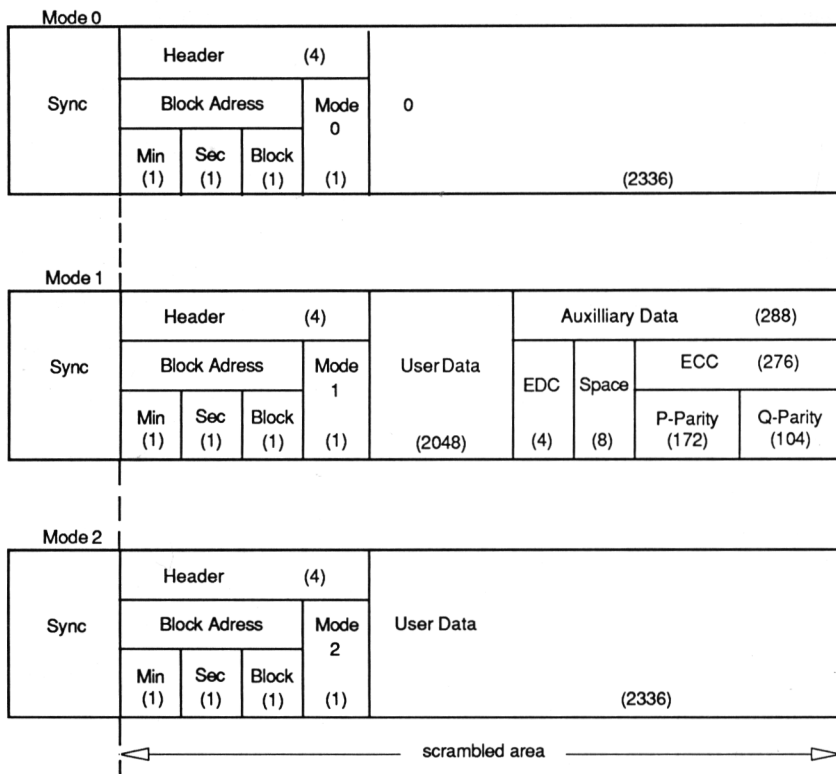 Mode 0
Header (4)
Sync Block Adress Mode 0
0
Min Sec Block
(1) (1) (1) (1) (2336)
Mode 1
Header (4) Auxilliary Data (288)
Sync Block Adress Mode User Data ECC (276)
1 EDC Space
Min Sec Block P-Parity Q-Parity
(1) (1) (1) (1) (2048) (4) (8) (172) (104)
Mode 2
Header (4)
Sync Block Adress Mode User Data
2
Min Sec Block
(1) (1) (1) (1) (2336)
scrambled area